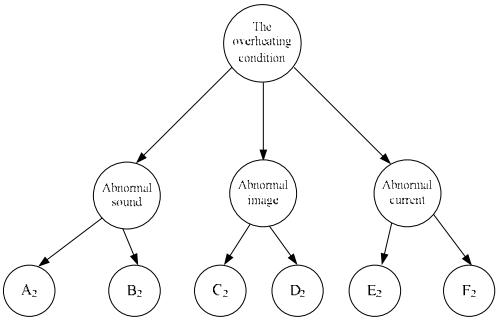 The
overheating
condition
Abnormal
sound
Abnormal
image
Abnormal
current
A₂
B₂
C₂
D₂
E₂
F₂